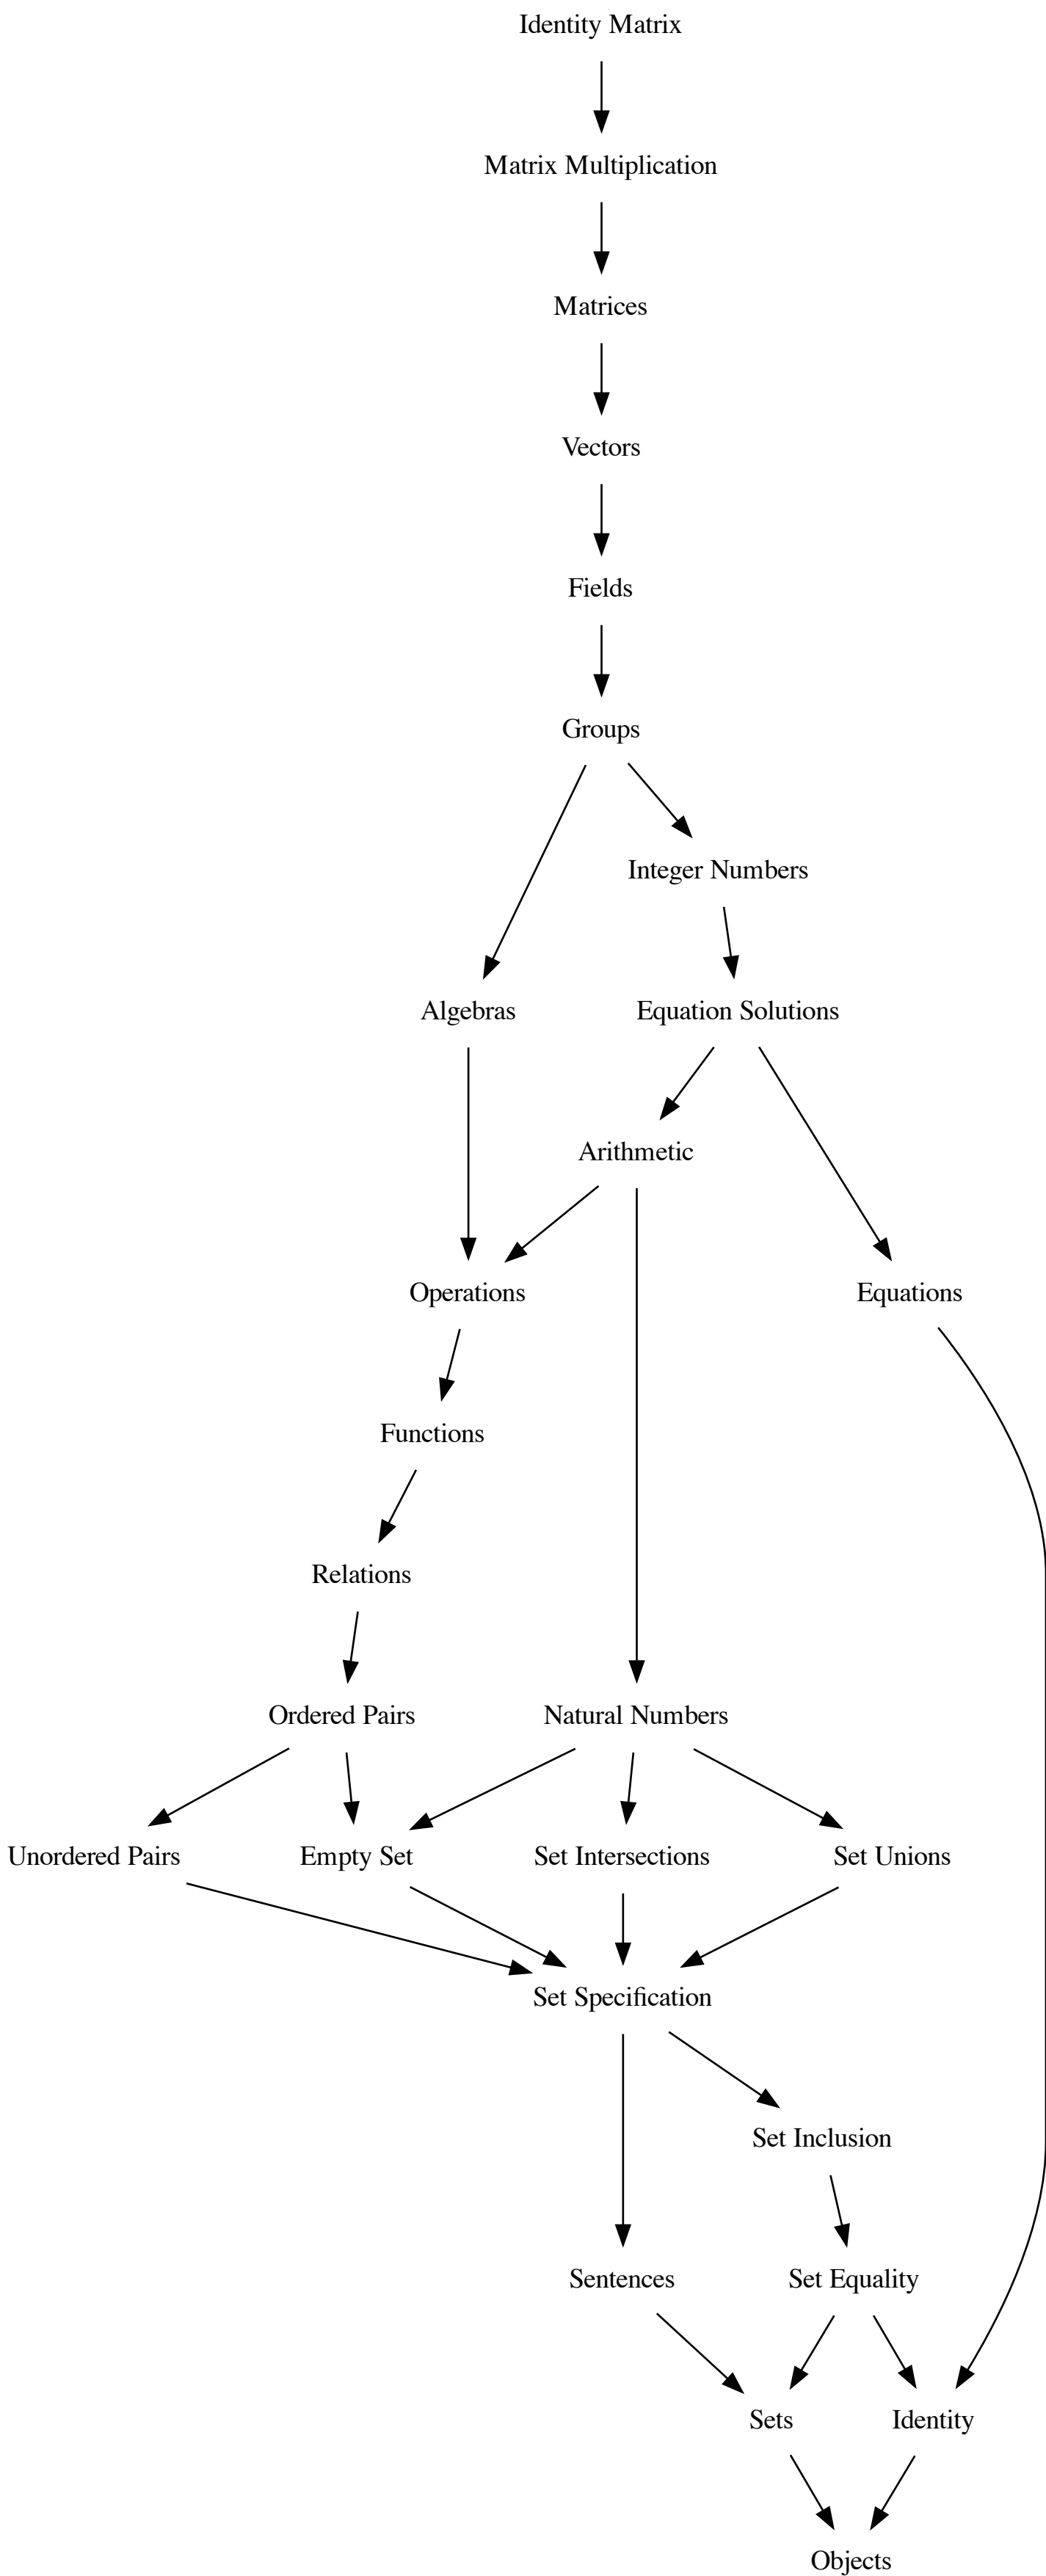 Identity Matrix
Matrix Multiplication
Matrices
Vectors
Fields
Groups
Integer Numbers
Algebras
Equation Solutions
Arithmetic
Operations
Equations
Functions
Relations
Ordered Pairs
Natural Numbers
Unordered Pairs
Empty Set
Set Intersections
Set Unions
Set Specification
Set Inclusion
Sentences
Set Equality
Sets
Identity
Objects